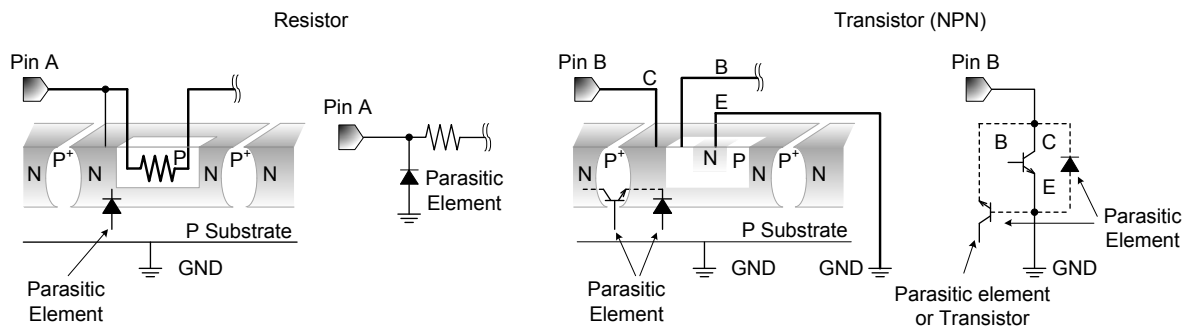 Resistor
Transistor (NPN)
Pin A
Pin B
C
B
E
Pin B
Pin A
N
P+
N
P
P+
N
Parasitic
Element
N
P+
N
N
P
P+
N
B
C
E
P Substrate
GND
Parasitic
Element
P Substrate
GND
GND
Parasitic
Element
GND
Parasitic
Element
Parasitic element
or Transistor